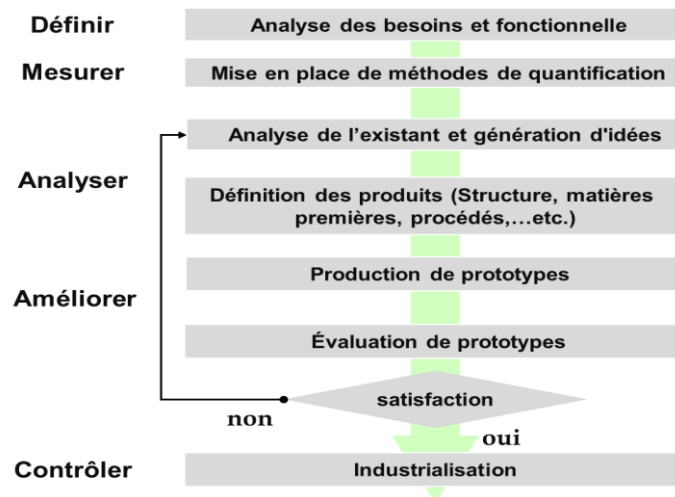 Définir
Analyse des besoins et fonctionnelle
Mesurer
Mise en place de méthodes de quantification
Analyse de l'existant et génération d'idées
Analyser
Définition des produits (Structure, matières
premières, procédés,...etc.)
Améliorer
Production de prototypes
Évaluation de prototypes
satisfaction
non
oui
Contrôler
Industrialisation